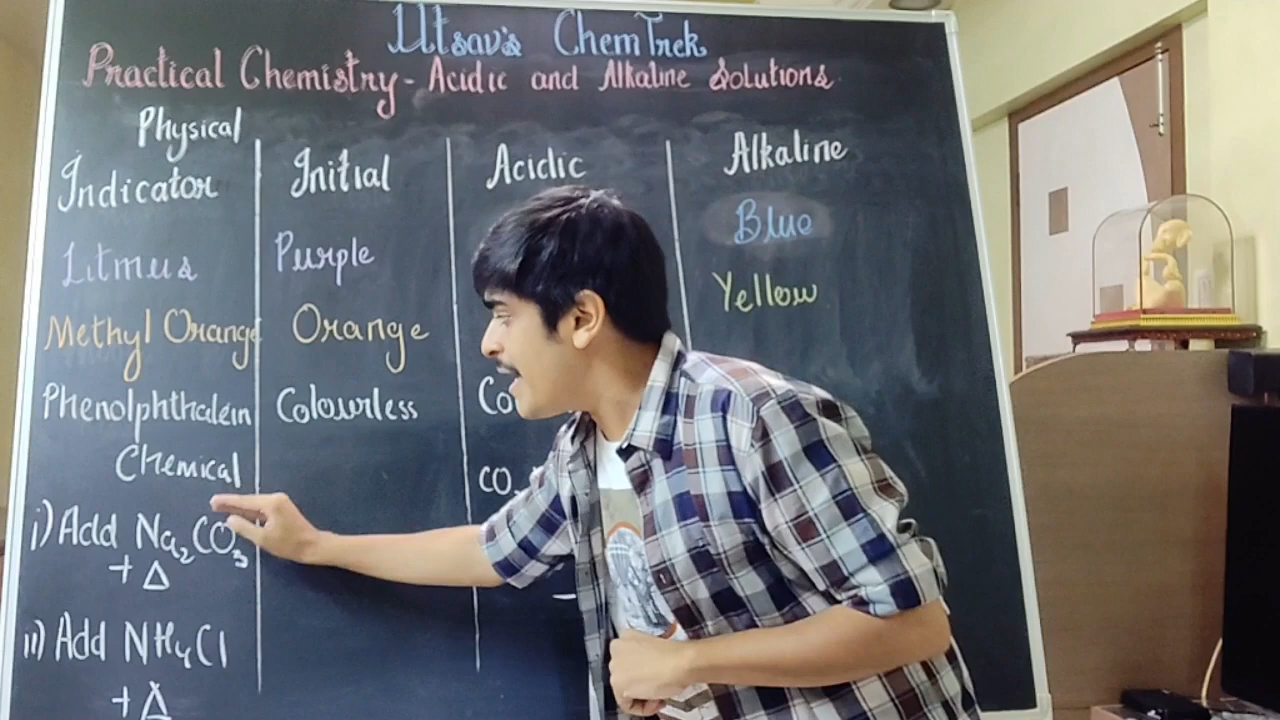 Utsav's ChemTrek
Practical Chemistry - Acidic and Alkaline Solutions
Physical
Indicator Initial Acidic Alkaline
Litmus Purple Blue
Methyl Orange Orange Yellow
Phenolphthalein Colourless Co
Chemical
i) Add Na₂CO₃ CO
+ Δ
ii) Add NH₄Cl
+ Δ